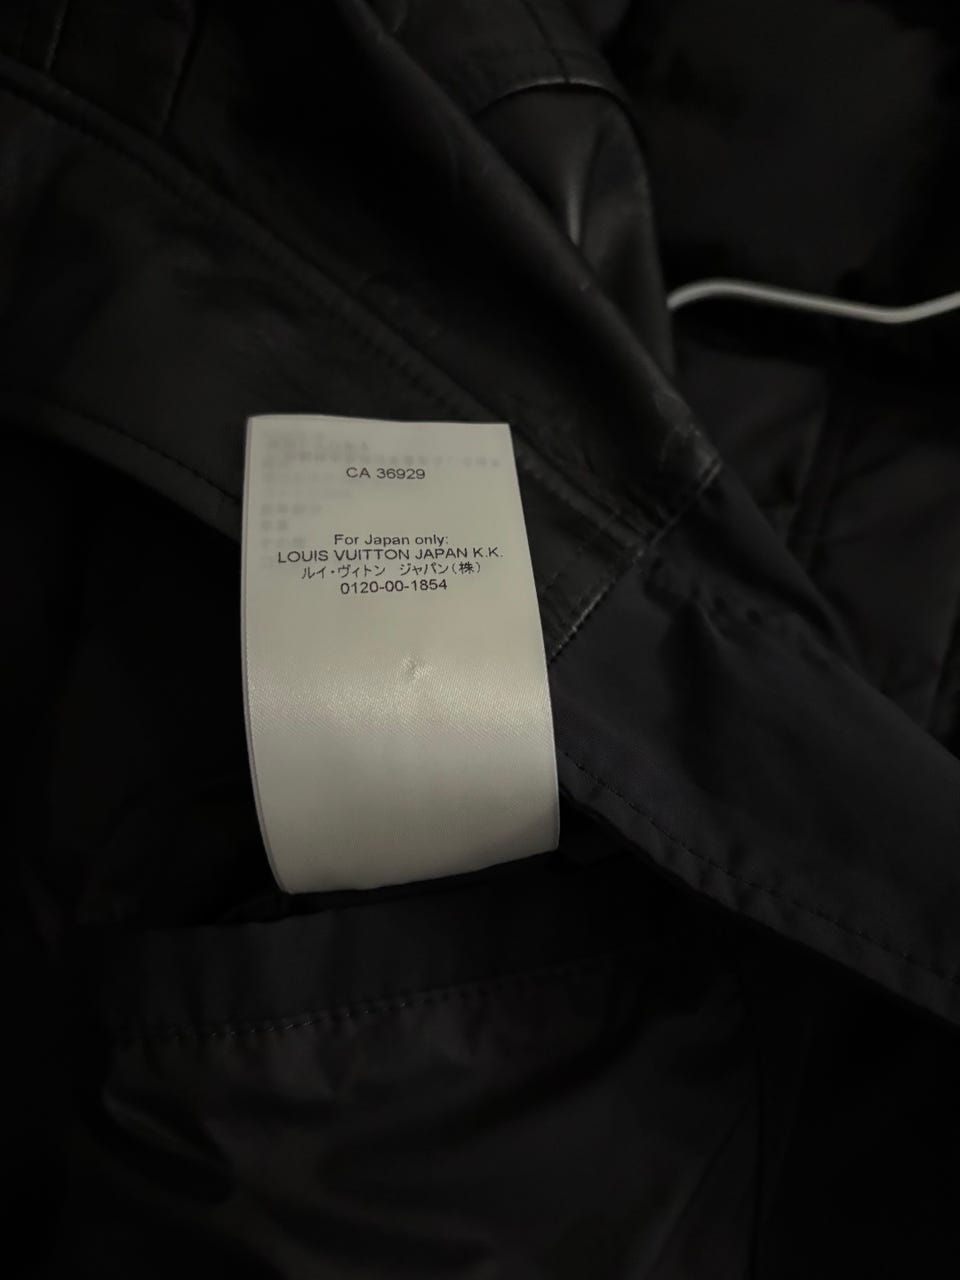 CA 36929
For Japan only:
LOUIS VUITTON JAPAN K.K.
ルイ・ヴィトン ジャパン(株)
0120-00-1854